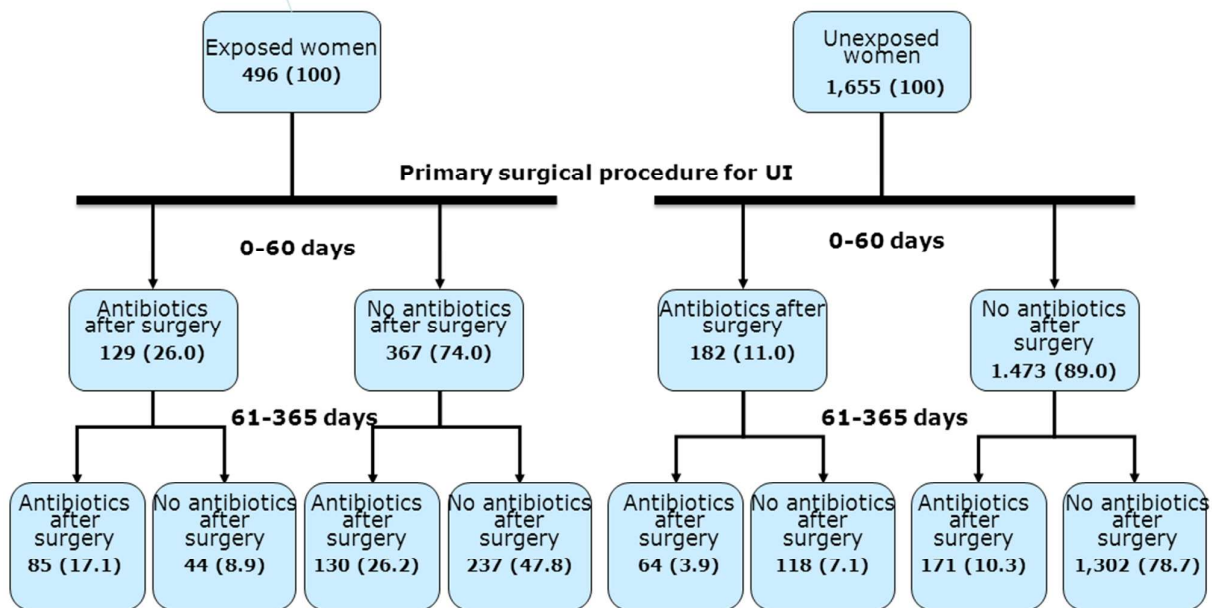 Exposed women
496 (100)
Unexposed
women
1,655 (100)
Primary surgical procedure for UI
0-60 days
0-60 days
Antibiotics
after surgery
129 (26.0)
No antibiotics
after surgery
367 (74.0)
Antibiotics after
surgery
182 (11.0)
No antibiotics
after
surgery
1.473 (89.0)
61-365 days
61-365 days
Antibiotics
after
surgery
85 (17.1)
No antibiotics
after
surgery
44 (8.9)
Antibiotics
after
surgery
130 (26.2)
No antibiotics
after
surgery
237 (47.8)
Antibiotics
after
surgery
64 (3.9)
No antibiotics
after
surgery
118 (7.1)
Antibiotics
after
surgery
171 (10.3)
No antibiotics
after
surgery
1,302 (78.7)